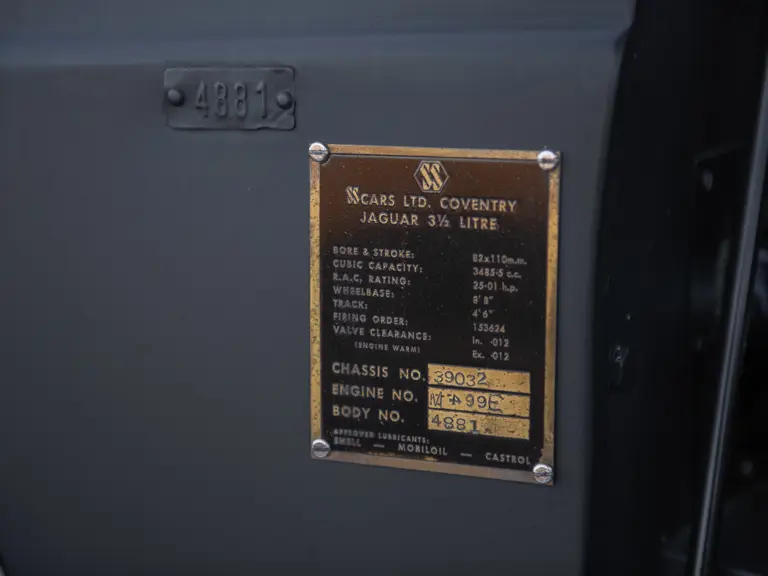 4881
SS
SS CARS LTD. COVENTRY
JAGUAR 3½ LITRE
BORE & STROKE: 82x110m.m.
CUBIC CAPACITY: 3485·5 c.c.
R.A.C. RATING: 25·01 h.p.
WHEELBASE: 8' 8"
TRACK: 4' 6"
FIRING ORDER: 153624
VALVE CLEARANCE: In. ·012
(ENGINE WARM) Ex. ·012
CHASSIS NO. 39032
ENGINE NO.
BODY NO. 4881
APPROVED LUBRICANTS:
SHELL — MOBILOIL — CASTROL